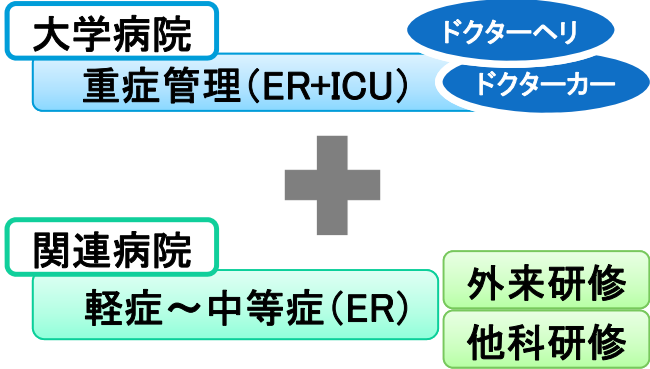 大学病院
ドクターヘリ
重症管理(ER+ICU)
ドクターカー
関連病院
軽症~中等症(ER)
外来研修
他科研修